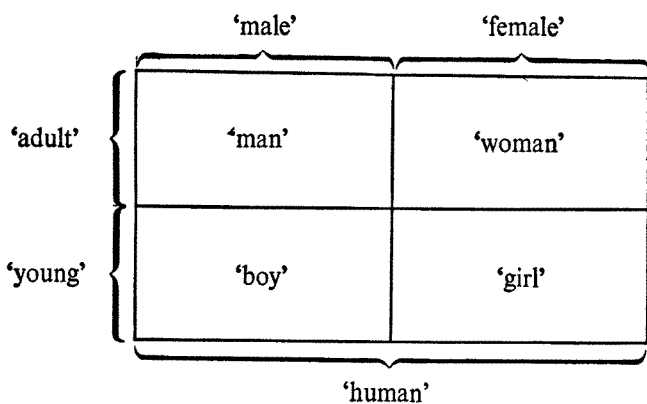 ‘male’ ‘female’
‘adult’ ‘man’ ‘woman’
‘young’ ‘boy’ ‘girl’
‘human’